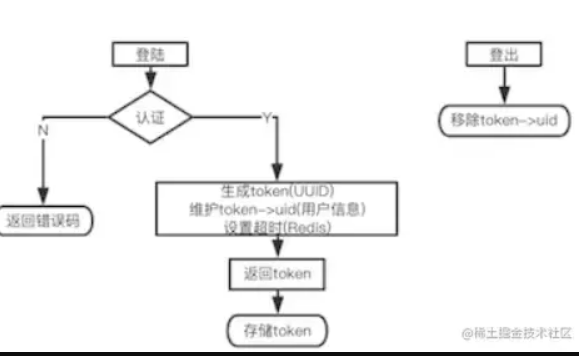 登陆
登出
认证
移除token->uid
N
Y
生成token(UUID)
维护token->uid(用户信息)
设置超时(Redis)
返回错误码
返回token
存储token
@稀土掘金技术社区